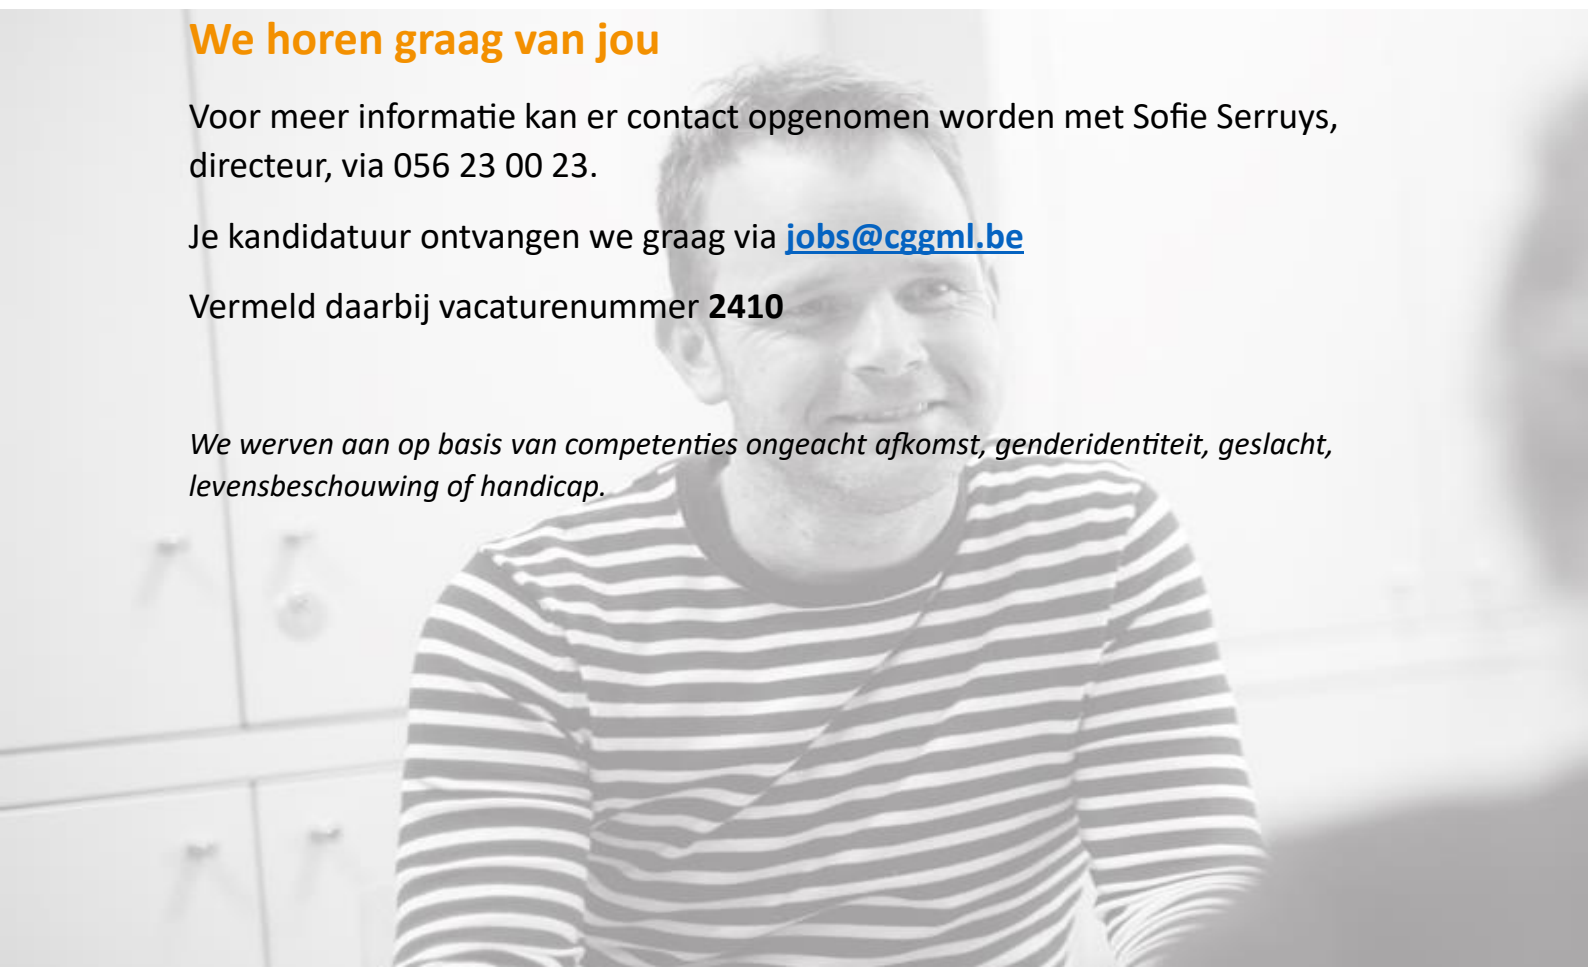 We horen graag van jou
Voor meer informatie kan er contact opgenomen worden met Sofie Serruys,
directeur, via 056 23 00 23.
Je kandidatuur ontvangen we graag via jobs@cggml.be
Vermeld daarbij vacaturenummer 2410
We werven aan op basis van competenties ongeacht afkomst, genderidentiteit, geslacht,
levensbeschouwing of handicap.